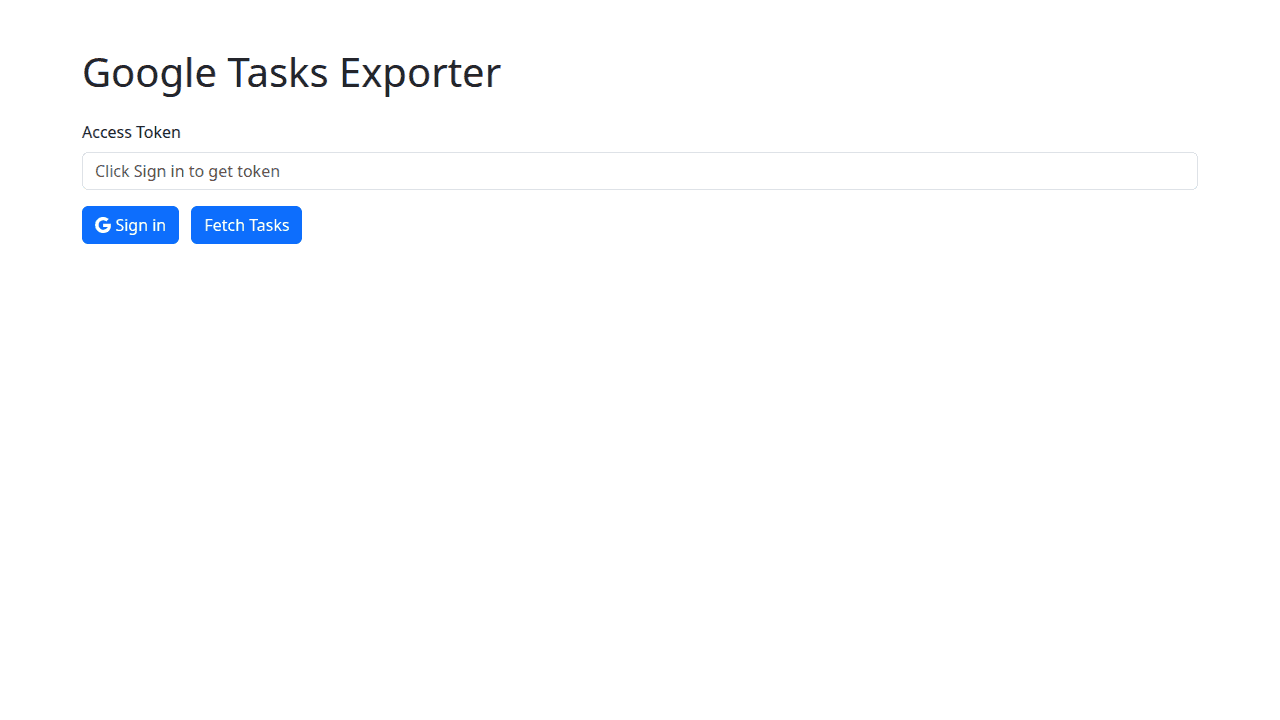 Google Tasks Exporter
Access Token
Click Sign in to get token
Sign in
Fetch Tasks